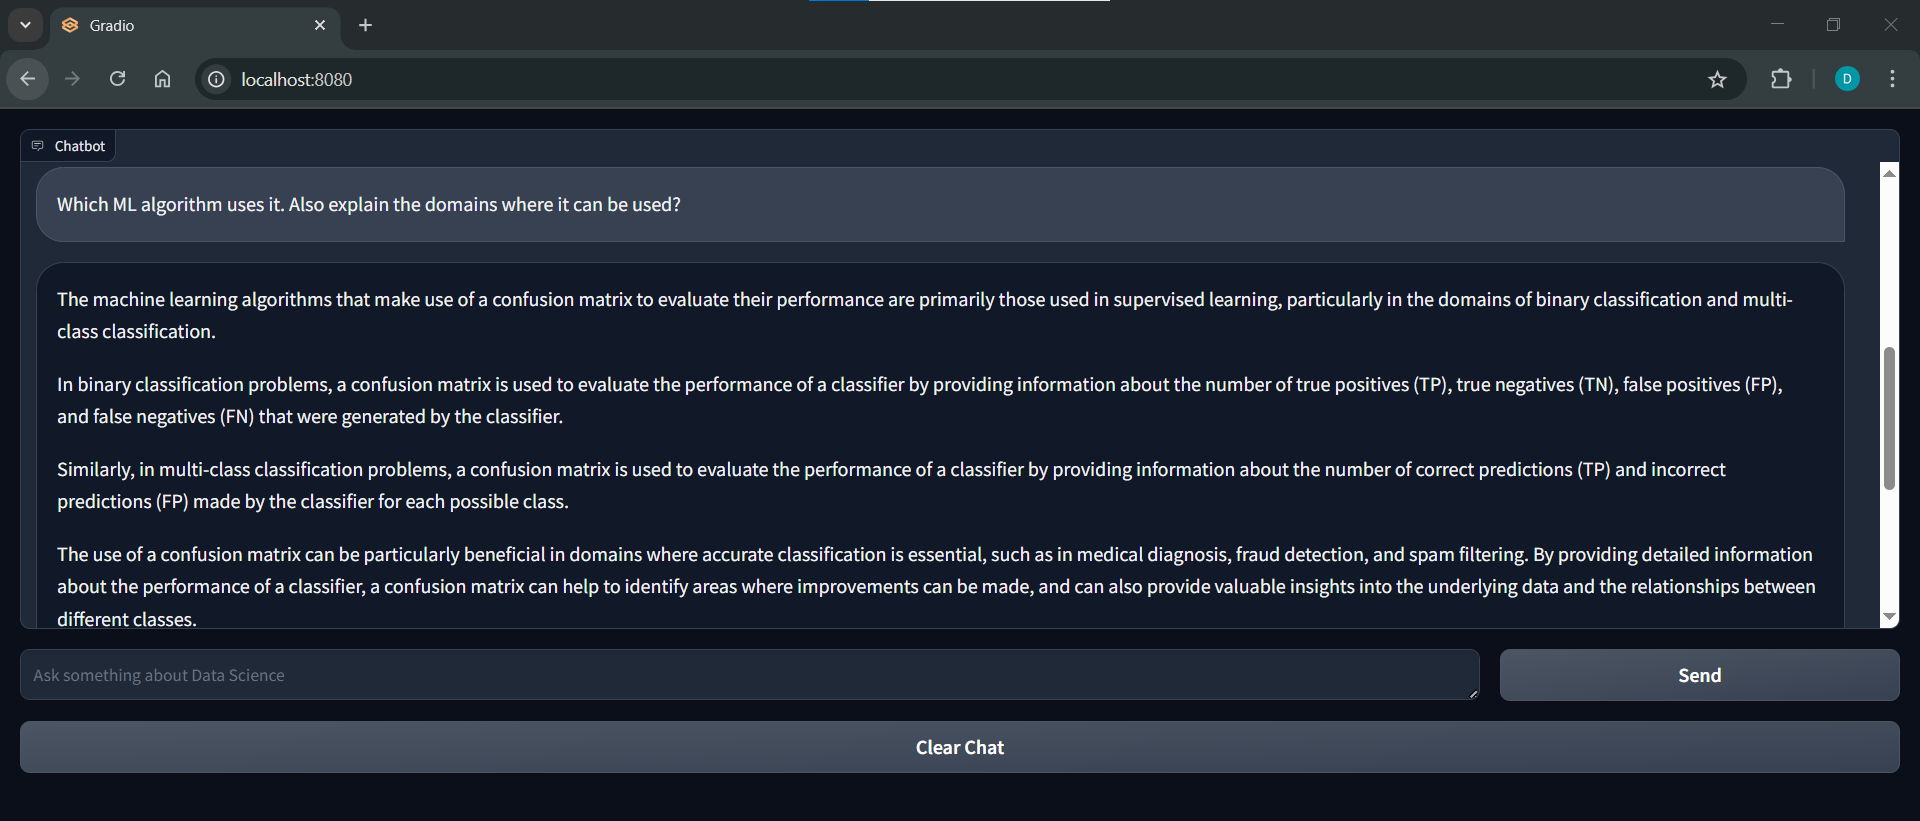 Gradio
localhost:8080
D
Chatbot
Which ML algorithm uses it. Also explain the domains where it can be used?
The machine learning algorithms that make use of a confusion matrix to evaluate their performance are primarily those used in supervised learning, particularly in the domains of binary classification and multi-
class classification.
In binary classification problems, a confusion matrix is used to evaluate the performance of a classifier by providing information about the number of true positives (TP), true negatives (TN), false positives (FP),
and false negatives (FN) that were generated by the classifier.
Similarly, in multi-class classification problems, a confusion matrix is used to evaluate the performance of a classifier by providing information about the number of correct predictions (TP) and incorrect
predictions (FP) made by the classifier for each possible class.
The use of a confusion matrix can be particularly beneficial in domains where accurate classification is essential, such as in medical diagnosis, fraud detection, and spam filtering. By providing detailed information
about the performance of a classifier, a confusion matrix can help to identify areas where improvements can be made, and can also provide valuable insights into the underlying data and the relationships between
different classes.
Ask something about Data Science
Send
Clear Chat